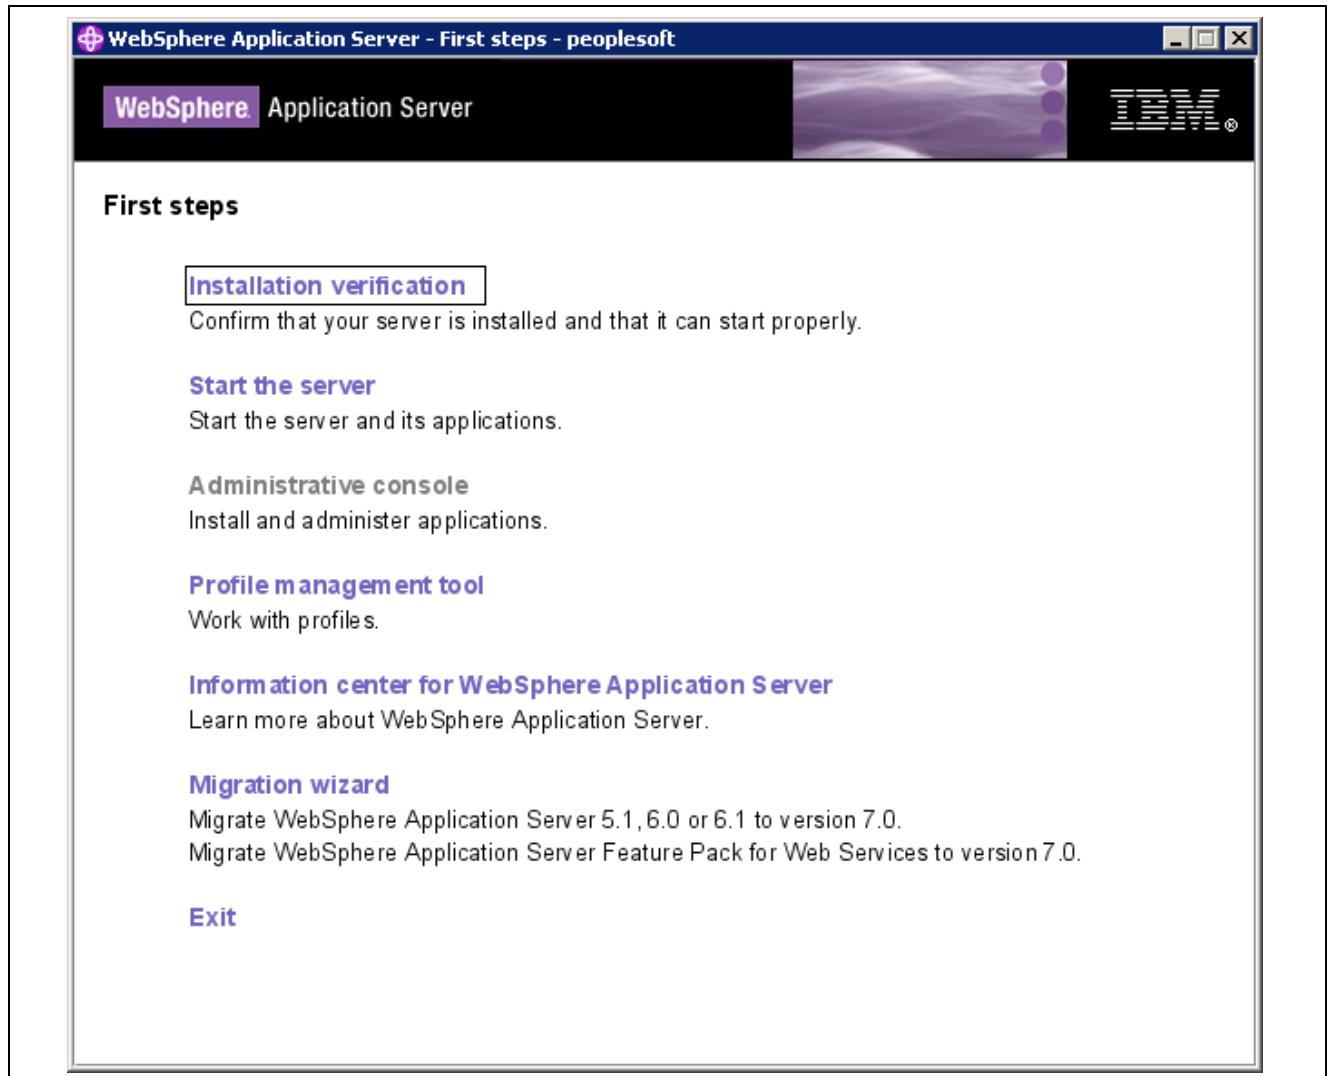 WebSphere Application Server - First steps - peoplesoft
WebSphere. Application Server
IBM®
First steps
Installation verification
Confirm that your server is installed and that it can start properly.
Start the server
Start the server and its applications.
Administrative console
Install and administer applications.
Profile management tool
Work with profiles.
Information center for WebSphere Application Server
Learn more about WebSphere Application Server.
Migration wizard
Migrate WebSphere Application Server 5.1, 6.0 or 6.1 to version 7.0.
Migrate WebSphere Application Server Feature Pack for Web Services to version 7.0.
Exit